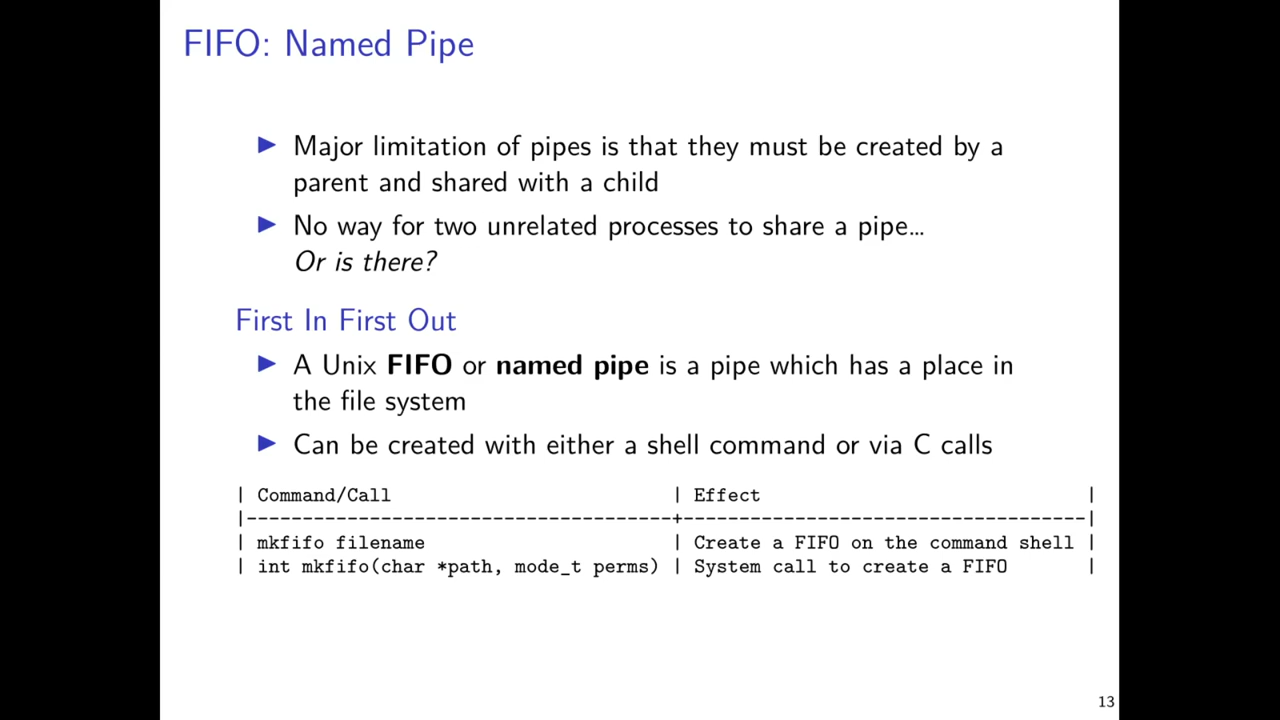 FIFO: Named Pipe
▶ Major limitation of pipes is that they must be created by a
parent and shared with a child
▶ No way for two unrelated processes to share a pipe…
Or is there?
First In First Out
▶ A Unix FIFO or named pipe is a pipe which has a place in
the file system
▶ Can be created with either a shell command or via C calls
| Command/Call                         | Effect                             |
|--------------------------------------+------------------------------------|
| mkfifo filename                      | Create a FIFO on the command shell |
| int mkfifo(char *path, mode_t perms) | System call to create a FIFO       |
13